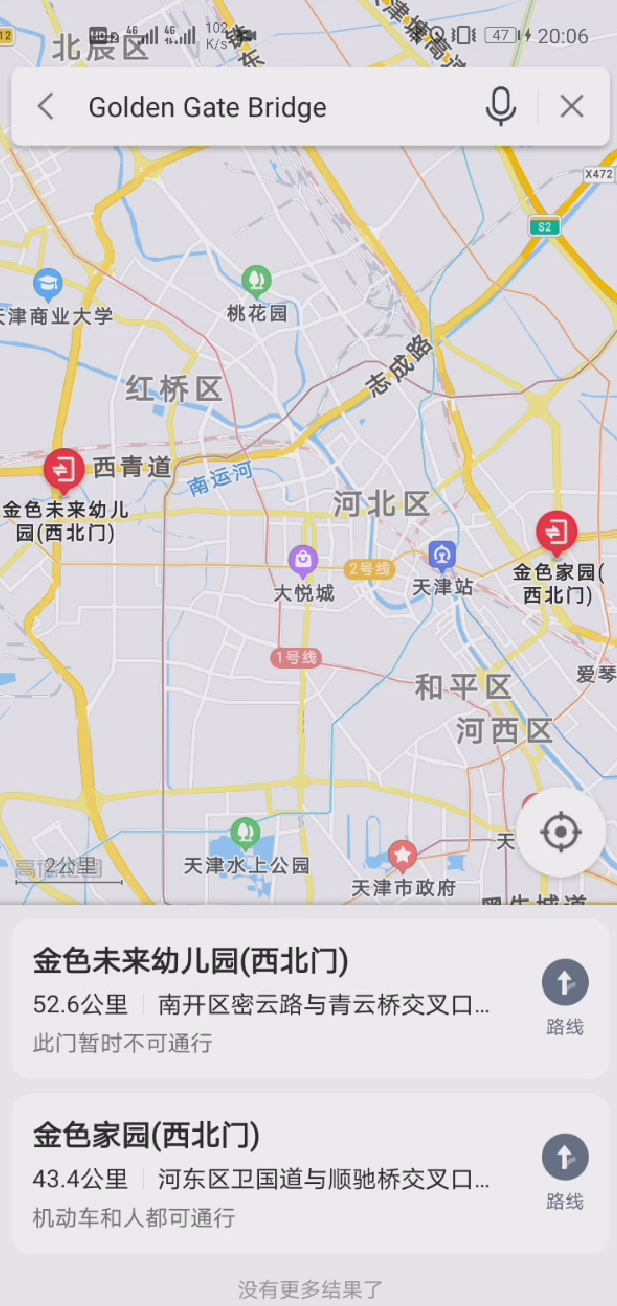 12
北辰区
HD 2
4G
4G
102
K/s
47
20:06
Golden Gate Bridge
X472
S2
天津商业大学
桃花园
志成路
红桥区
西青道
南运河
河北区
金色未来幼儿
园(西北门)
金色家园(
西北门)
大悦城
2号线
天津站
1号线
和平区
爱琴
河西区
天津水上公园
天
2公里
天津市政府
金色未来幼儿园(西北门)
52.6公里
南开区密云路与青云桥交叉口...
路线
此门暂时不可通行
金色家园(西北门)
43.4公里
河东区卫国道与顺驰桥交叉口...
路线
机动车和人都可通行
没有更多结果了